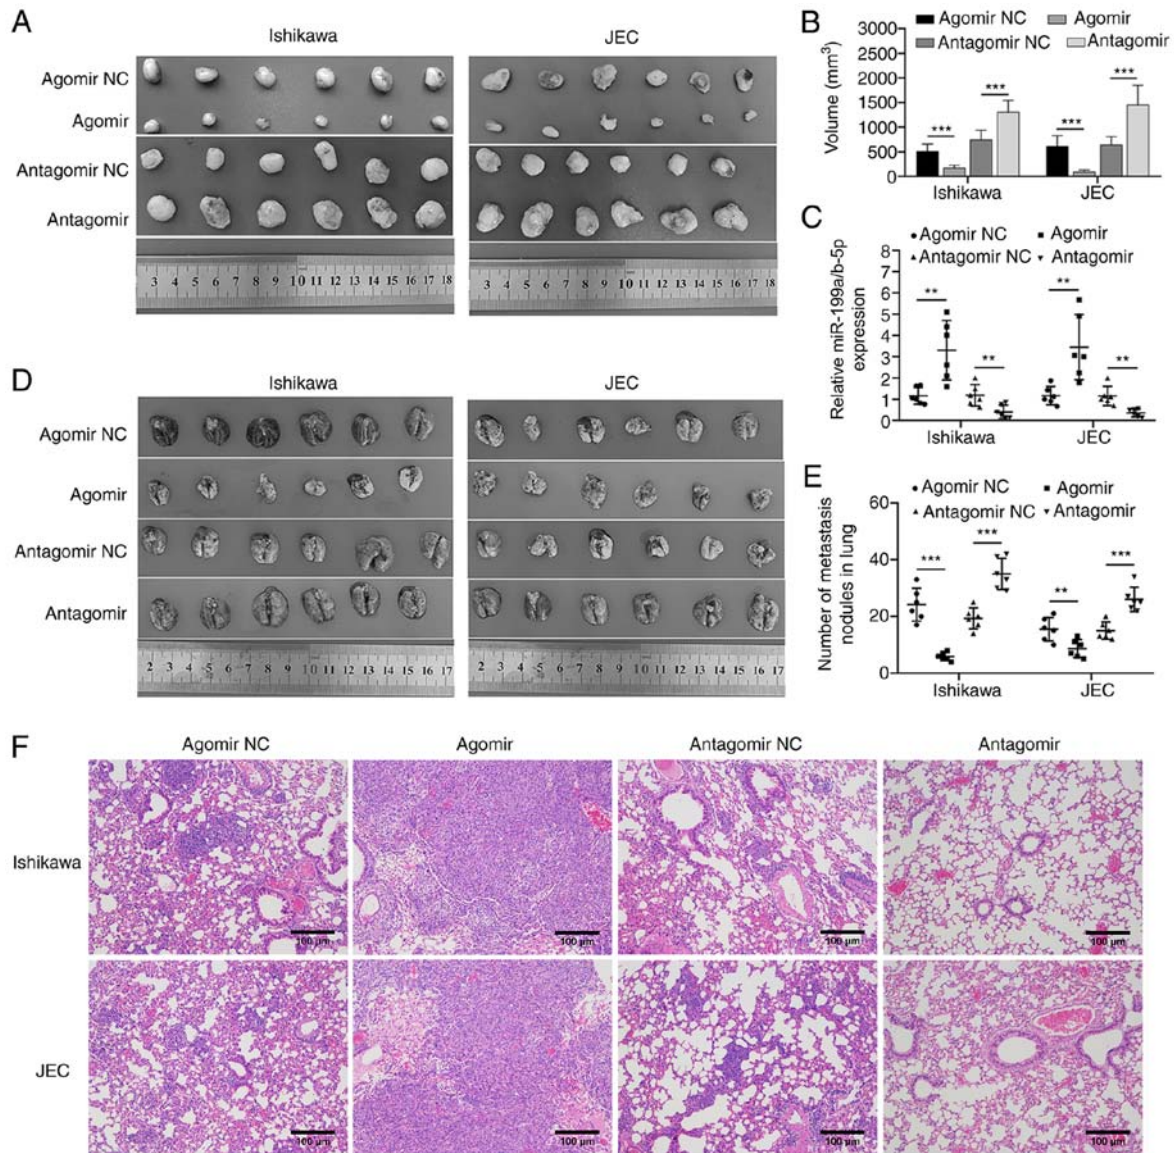 A
Ishikawa
JEC
Agomir NC
Agomir
Antagomir NC
Antagomir
3 4 5 6 7 8 9 10 11 12 13 14 15 16 17 18
3 4 5 6 7 8 9 10 11 12 13 14 15 16 17 18
B
Agomir NC Agomir
Antagomir NC Antagomir
Volume (mm³)
3000
2500
2000
1500
1000
500
0
*** *** *** ***
Ishikawa JEC
C
Agomir NC Agomir
Antagomir NC Antagomir
Relative miR-199a/b-5p
expression
8
7
6
5
4
3
2
1
0
** ** ** **
Ishikawa JEC
D
Ishikawa
JEC
Agomir NC
Agomir
Antagomir NC
Antagomir
2 3 4 5 6 7 8 9 10 11 12 13 14 15 16 17
2 3 4 5 6 7 8 9 10 11 12 13 14 15 16 17
E
Agomir NC Agomir
Antagomir NC Antagomir
Number of metastasis
nodules in lung
60
40
20
0
*** *** ** ***
Ishikawa JEC
F
Agomir NC Agomir Antagomir NC Antagomir
Ishikawa
100 µm 100 µm 100 µm 100 µm
JEC
100 µm 100 µm 100 µm 100 µm